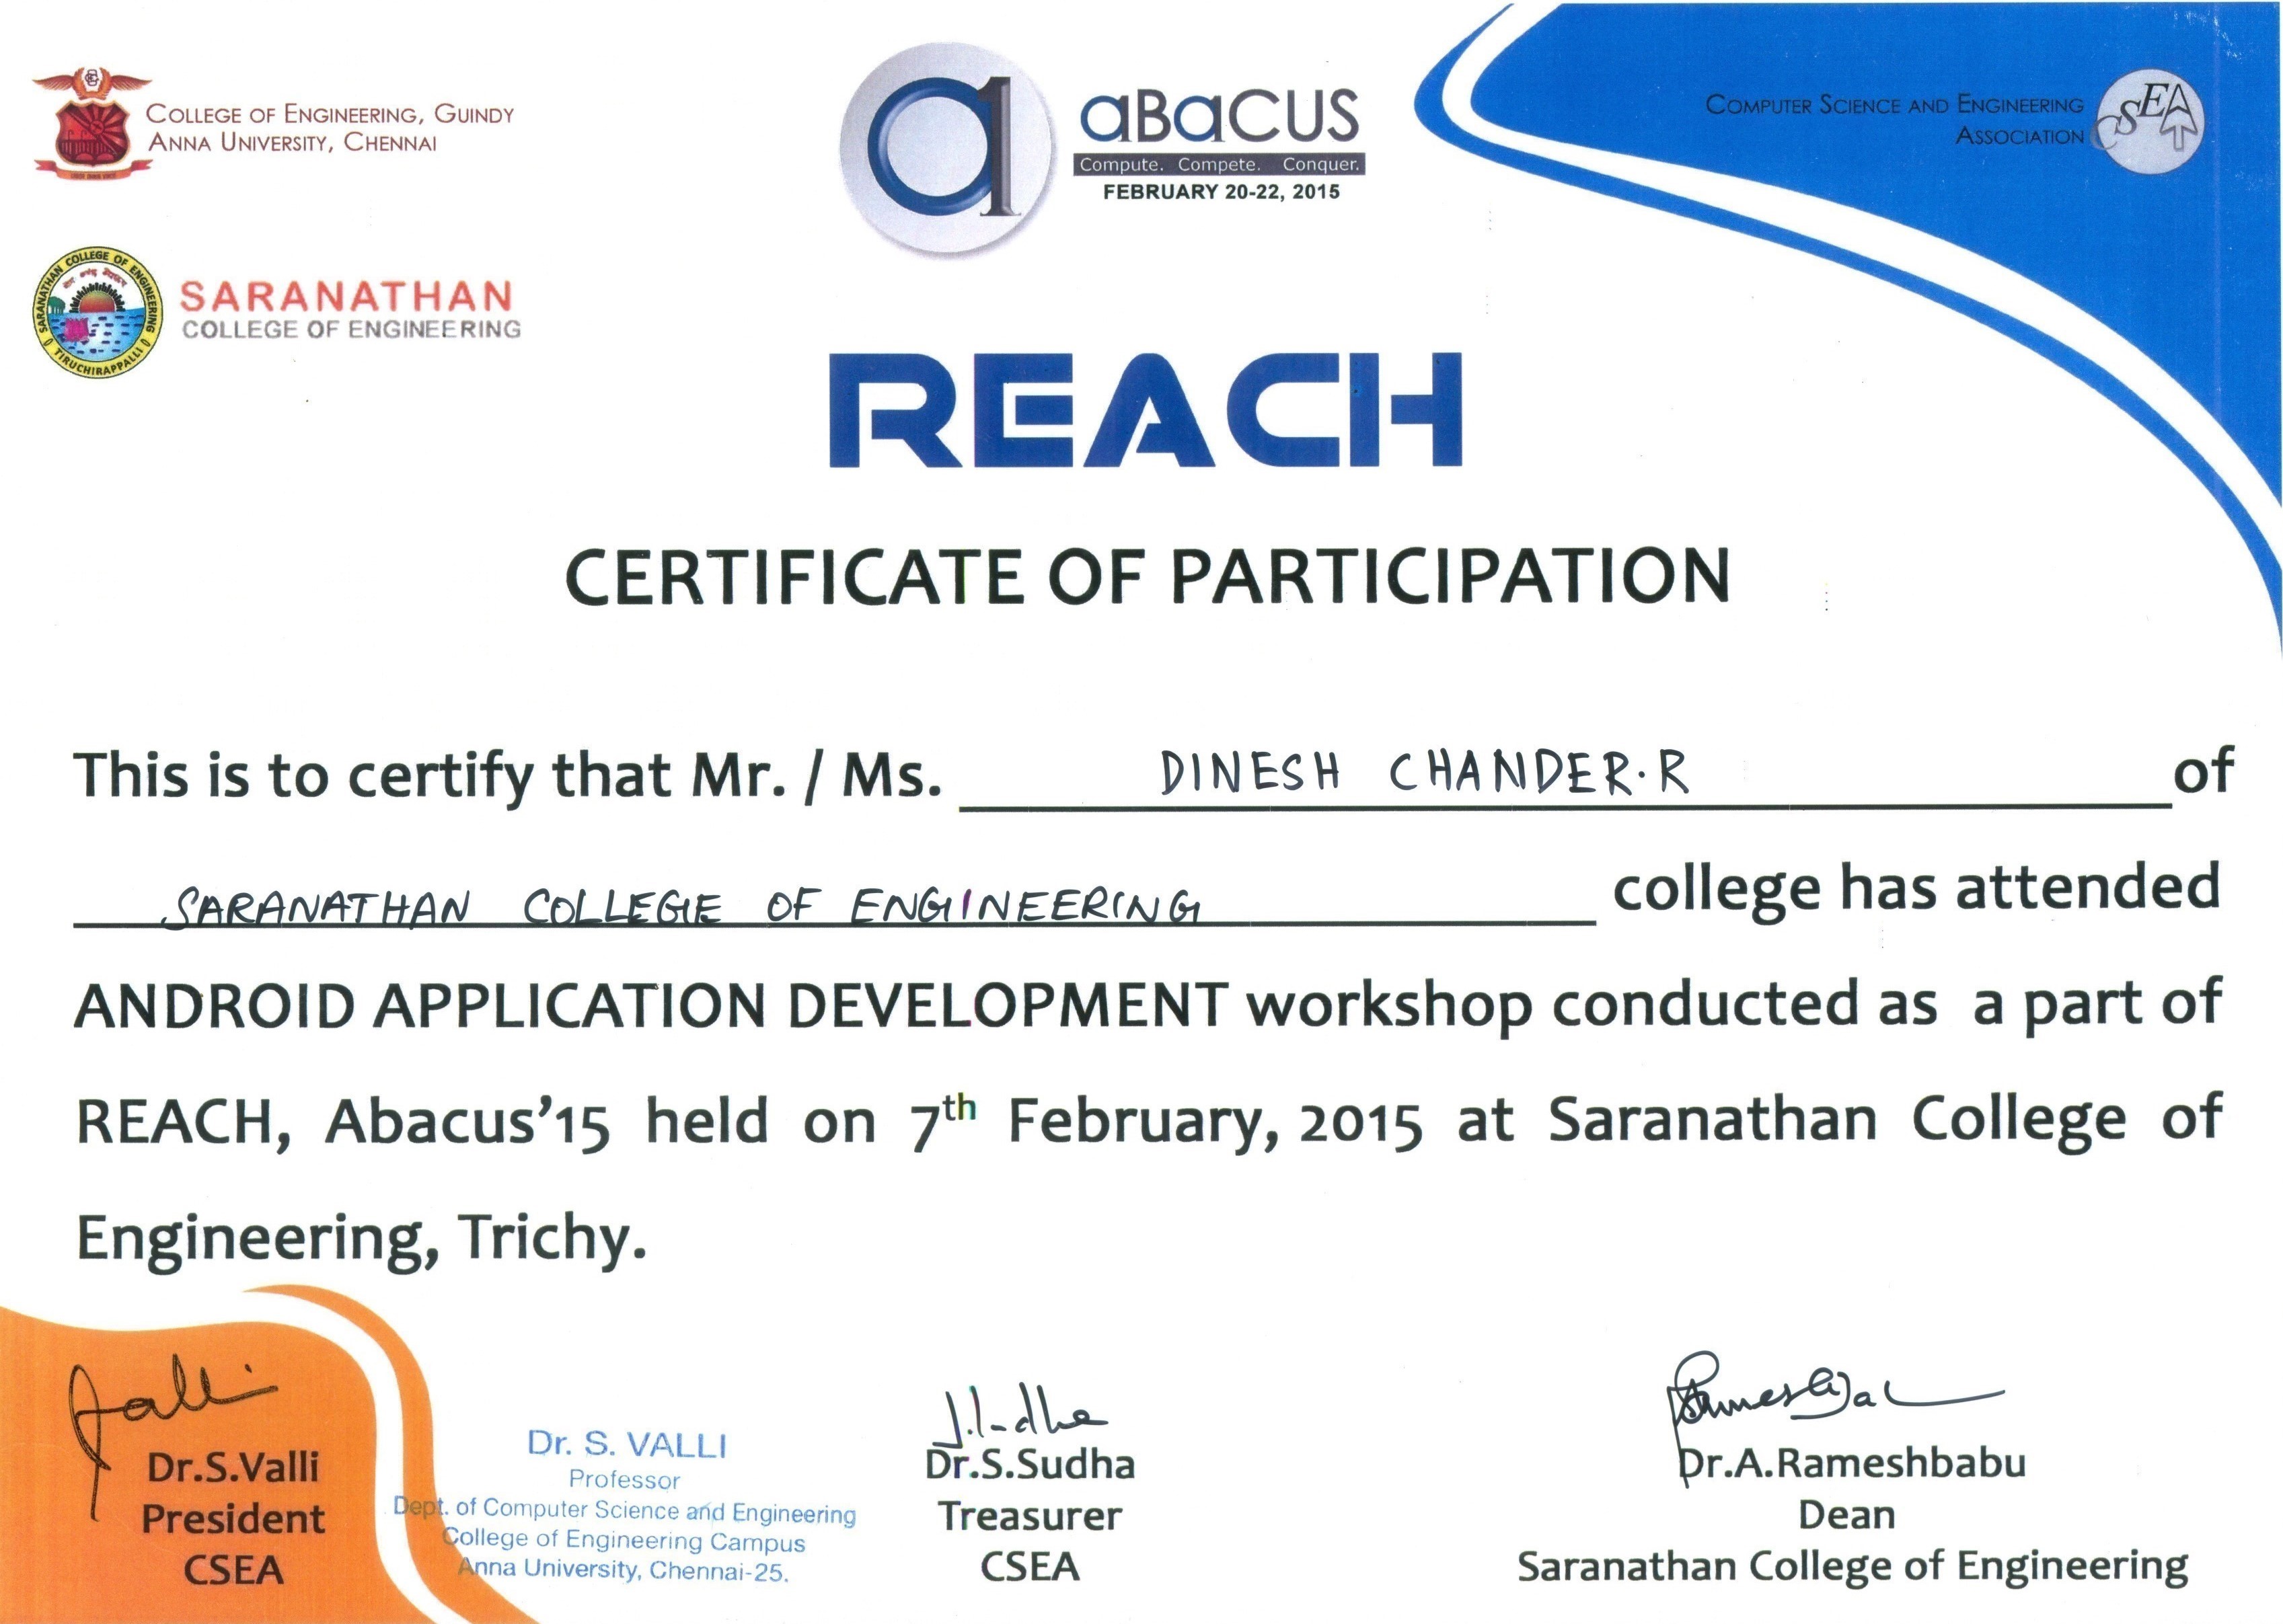 COLLEGE OF ENGINEERING, GUINDY
ANNA UNIVERSITY, CHENNAI
SARANATHAN COLLEGE OF ENGINEERING
TIRUCHIRAPPALLI
SARANATHAN
COLLEGE OF ENGINEERING
a1
aBaCUS
Compute. Compete. Conquer.
FEBRUARY 20-22, 2015
COMPUTER SCIENCE AND ENGINEERING
ASSOCIATION
CSEA
REACH
CERTIFICATE OF PARTICIPATION
This is to certify that Mr. / Ms. DINESH CHANDER.R of
SARANATHAN COLLEGE OF ENGINEERING college has attended
ANDROID APPLICATION DEVELOPMENT workshop conducted as a part of
REACH, Abacus'15 held on 7th February, 2015 at Saranathan College of
Engineering, Trichy.
Dr.S.Valli
President
CSEA
Dr. S. VALLI
Professor
Dept. of Computer Science and Engineering
College of Engineering Campus
Anna University, Chennai-25.
Dr.S.Sudha
Treasurer
CSEA
Dr.A.Rameshbabu
Dean
Saranathan College of Engineering